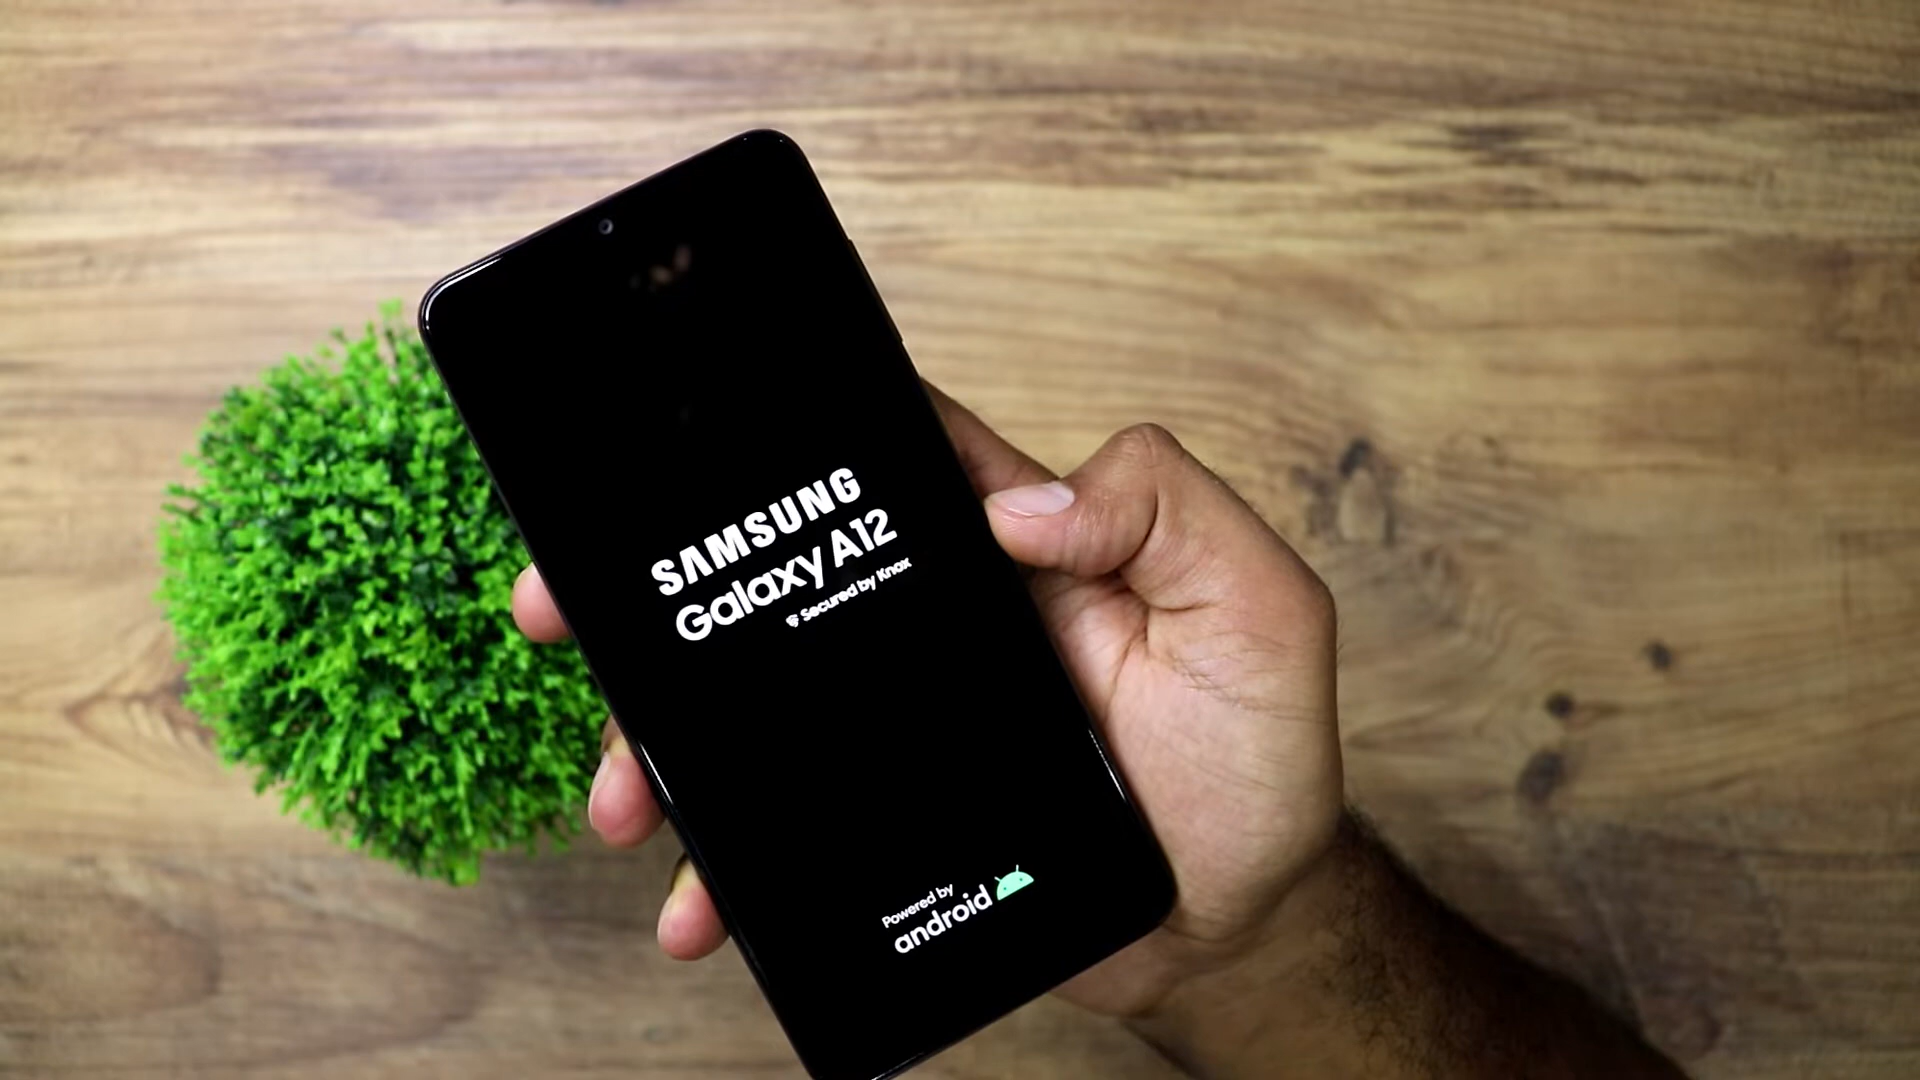 SAMSUNG
Galaxy A12
Secured by Knox
Powered by
android